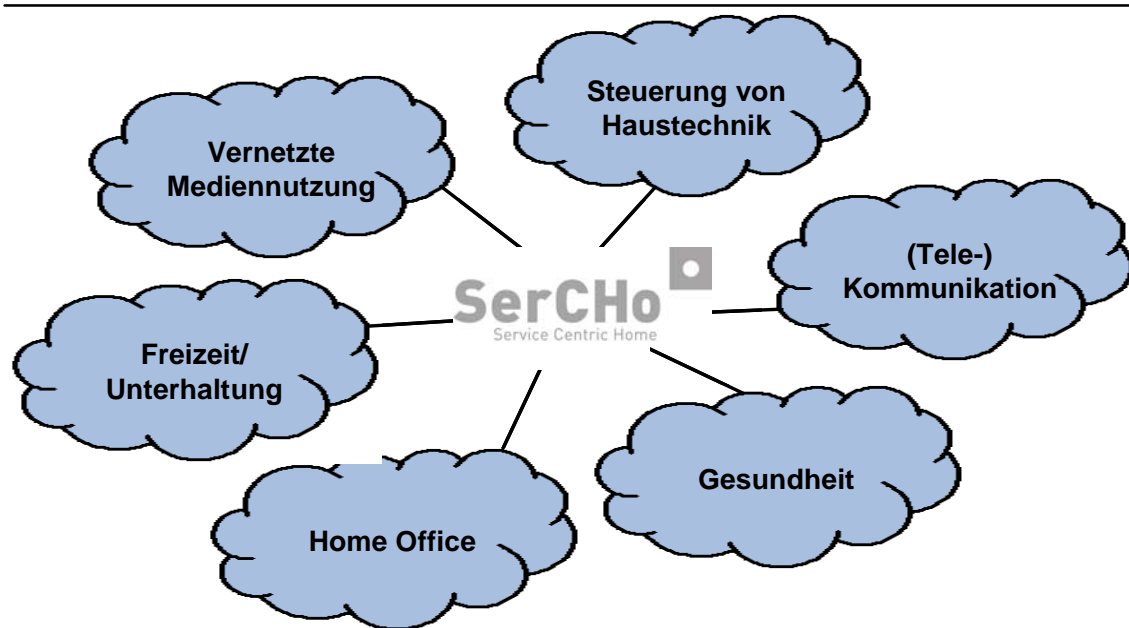 Steuerung von
Haustechnik
Vernetzte
Mediennutzung
(Tele-)
Kommunikation
SerCHo
Service Centric Home
Freizeit/
Unterhaltung
Gesundheit
Home Office